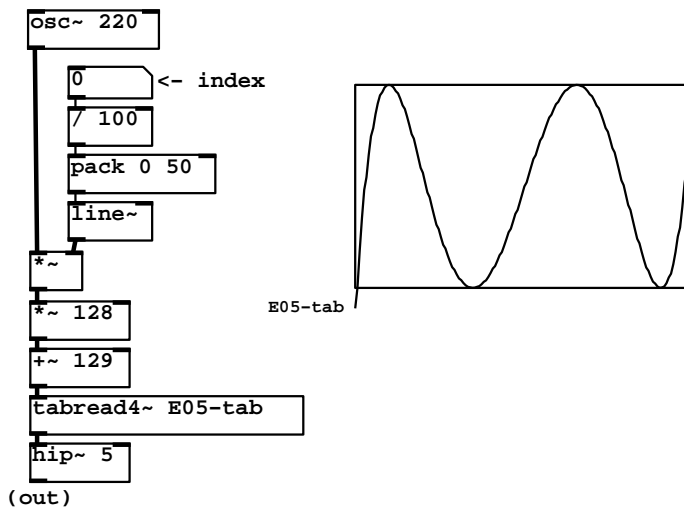 osc~ 220
0 <- index
/ 100
pack 0 50
line~
*~
*~ 128
E05-tab
+~ 129
tabread4~ E05-tab
hip~ 5
(out)